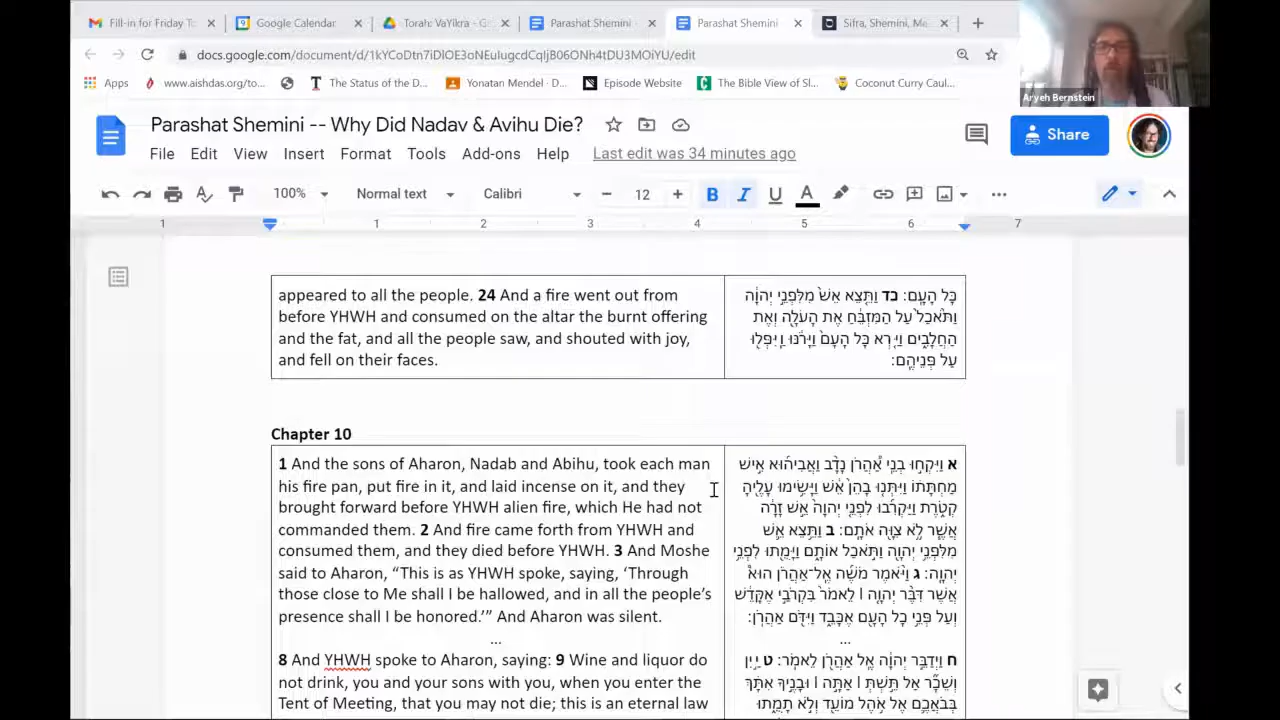 Fill-in for Friday To
Google Calendar
Torah: VaYikra - G
Parashat Shemini
Parashat Shemini
Sifra, Shemini, Me
docs.google.com/document/d/1kYCoDn7iDlOE3oNEuIugcdCqIjB06ONh4tDU3MOiYU/edit
Apps
www.aishdas.org/to...
The Status of the D...
Yonatan Mendel · D...
Episode Website
The Bible View of Sl...
Coconut Curry Caul...
Aryeh Bernstein
Parashat Shemini -- Why Did Nadav & Avihu Die?
Share
File Edit View Insert Format Tools Add-ons Help Last edit was 34 minutes ago
100% Normal text Calibri 12 B I U A
1 1 2 3 4 5 6 7
appeared to all the people. 24 And a fire went out from
before YHWH and consumed on the altar the burnt offering
and the fat, and all the people saw, and shouted with joy,
and fell on their faces.
כָּל הָעָֽם: כד וַתֵּ֤צֵא אֵשׁ֙ מִלִּפְנֵ֣י יְהוָ֔ה
וַתֹּ֙אכַל֙ עַל הַמִּזְבֵּ֔חַ אֶת הָעֹלָ֖ה וְאֶת
הַחֲלָבִ֑ים וַיַּ֤רְא כָּל הָעָם֙ וַיָּרֹ֔נּוּ וַֽיִּפְּל֖וּ
עַל פְּנֵיהֶֽם:
Chapter 10
1 And the sons of Aharon, Nadab and Abihu, took each man
his fire pan, put fire in it, and laid incense on it, and they
brought forward before YHWH alien fire, which He had not
commanded them. 2 And fire came forth from YHWH and
consumed them, and they died before YHWH. 3 And Moshe
said to Aharon, “This is as YHWH spoke, saying, ‘Through
those close to Me shall I be hallowed, and in all the people’s
presence shall I be honored.’” And Aharon was silent.
...
8 And YHWH spoke to Aharon, saying: 9 Wine and liquor do
not drink, you and your sons with you, when you enter the
Tent of Meeting, that you may not die; this is an eternal law
א וַיִּקְח֣וּ בְנֵֽי אַ֠הֲרֹן נָדָ֨ב וַאֲבִיה֜וּא אִ֣ישׁ
מַחְתָּת֗וֹ וַיִּתְּנ֤וּ בָהֵן֙ אֵ֔שׁ וַיָּשִׂ֥ימוּ עָלֶ֖יהָ
קְטֹ֑רֶת וַיַּקְרִ֜בוּ לִפְנֵ֤י יְהוָה֙ אֵ֣שׁ זָרָ֔ה
אֲשֶׁ֧ר לֹ֦א צִוָּ֖ה אֹתָֽם: ב וַתֵּ֥צֵא אֵ֛שׁ
מִלִּפְנֵ֥י יְהוָ֖ה וַתֹּ֣אכַל אוֹתָ֑ם וַיָּמֻ֖תוּ לִפְנֵ֥י
יְהוָֽה: ג וַיֹּ֨אמֶר מֹשֶׁ֜ה אֶֽל־אַהֲרֹ֗ן הוּא֩
אֲשֶׁר דִּבֶּ֨ר יְהוָ֤ה ׀ לֵאמֹר֙ בִּקְרֹבַ֣י אֶקָּדֵ֔שׁ
וְעַל פְּנֵ֥י כָל הָעָ֖ם אֶכָּבֵ֑ד וַיִּדֹּ֖ם אַהֲרֹֽן:
...
ח וַיְדַבֵּ֣ר יְהוָ֔ה אֶֽל אַהֲרֹ֖ן לֵאמֹֽר: ט יַ֣יִן
וְשֵׁכָ֞ר אַל תֵּ֣שְׁתְּ ׀ אַתָּ֣ה ׀ וּבָנֶ֣יךָ אִתָּ֗ךְ
בְּבֹאֲכֶ֛ם אֶל אֹ֥הֶל מוֹעֵ֖ד וְלֹ֣א תָמֻ֑תוּ